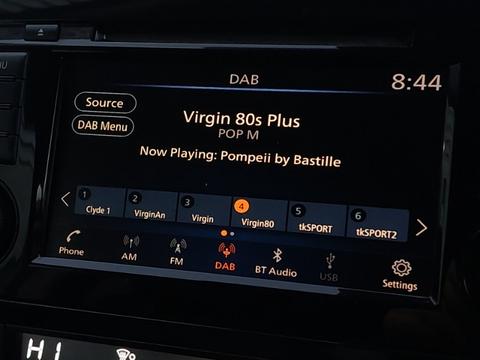 DAB
8:44
Source
Virgin 80s Plus
DAB Menu
POP M
Now Playing: Pompeii by Bastille
1 2 3 4 5 6
Clyde 1 VirginAn Virgin Virgin80 tkSPORT tkSPORT2
Phone AM FM DAB BT Audio USB Settings
HI